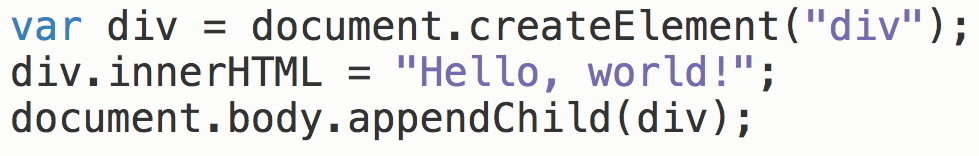 var div = document.createElement("div");
div.innerHTML = "Hello, world!";
document.body.appendChild(div);